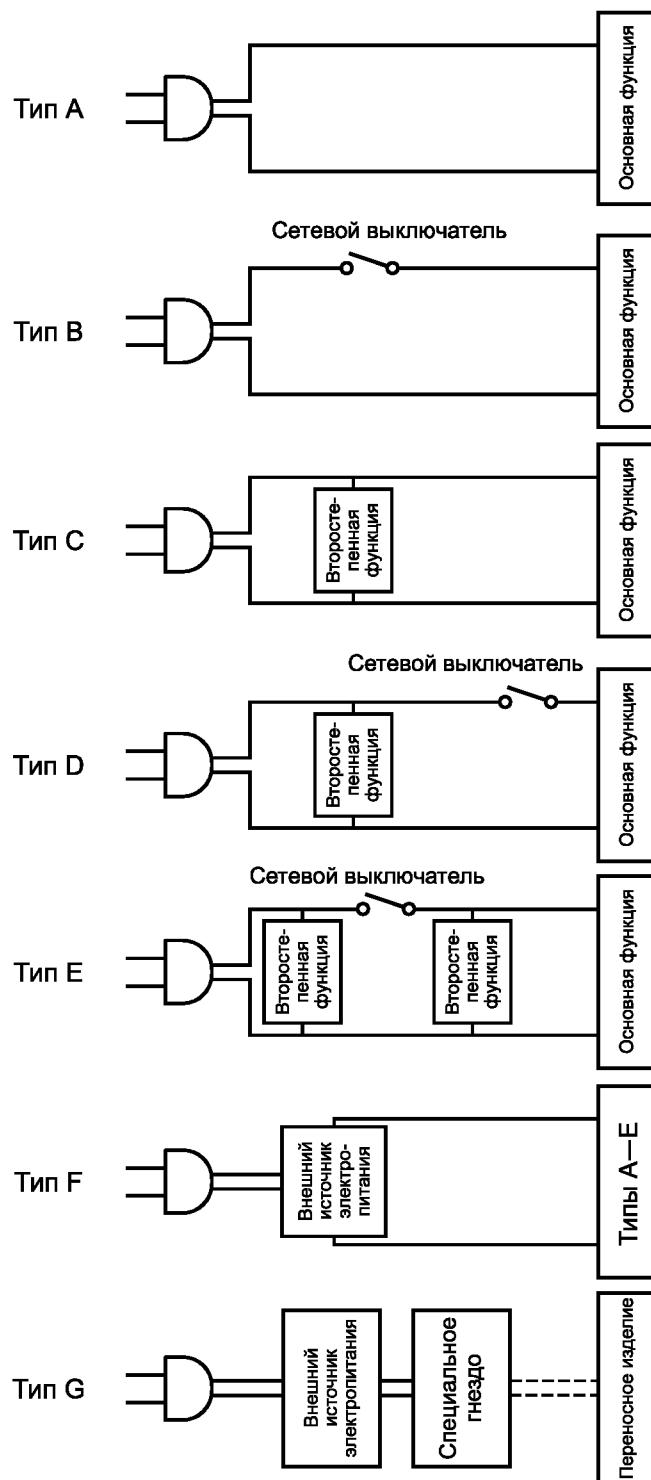 Тип A
Основная функция
Сетевой выключатель
Тип B
Основная функция
Тип C
Второсте-
пенная
функция
Основная функция
Сетевой выключатель
Тип D
Второсте-
пенная
функция
Основная функция
Сетевой выключатель
Тип E
Второсте-
пенная
функция
Второсте-
пенная
функция
Основная функция
Тип F
Внешний
источник
электро-
питания
Типы A—E
Тип G
Внешний
источник
электропитания
Специальное
гнездо
Переносное изделие